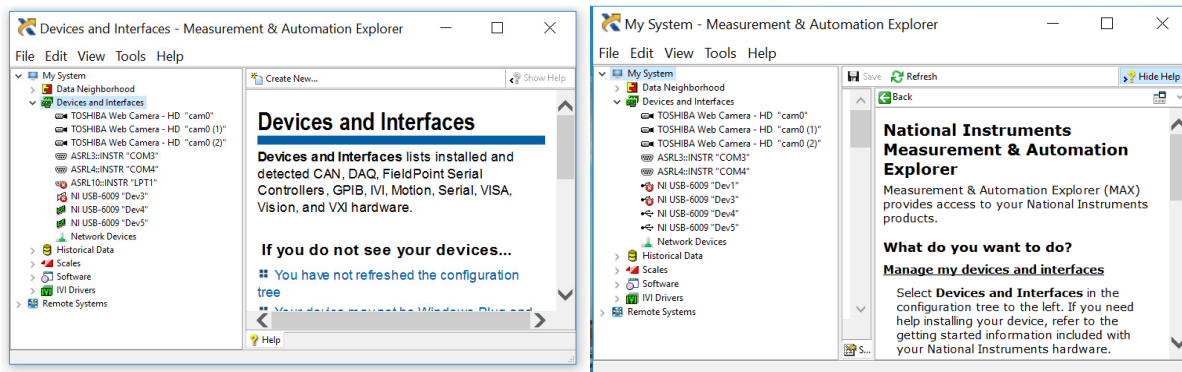 Devices and Interfaces - Measurement & Automation Explorer
File Edit View Tools Help
My System
Data Neighborhood
Devices and Interfaces
TOSHIBA Web Camera - HD "cam0"
TOSHIBA Web Camera - HD "cam0 (1)"
TOSHIBA Web Camera - HD "cam0 (2)"
ASRL3::INSTR "COM3"
ASRL4::INSTR "COM4"
ASRL10::INSTR "LPT1"
NI USB-6009 "Dev3"
NI USB-6009 "Dev4"
NI USB-6009 "Dev5"
Network Devices
Historical Data
Scales
Software
IVI Drivers
Remote Systems
Create New...
Show Help
Devices and Interfaces
Devices and Interfaces lists installed and
detected CAN, DAQ, FieldPoint Serial
Controllers, GPIB, IVI, Motion, Serial, VISA,
Vision, and VXI hardware.
If you do not see your devices...
You have not refreshed the configuration
tree
Your device may not be Windows Plug and
Help
My System - Measurement & Automation Explorer
File Edit View Tools Help
My System
Data Neighborhood
Devices and Interfaces
TOSHIBA Web Camera - HD "cam0"
TOSHIBA Web Camera - HD "cam0 (1)"
TOSHIBA Web Camera - HD "cam0 (2)"
ASRL3::INSTR "COM3"
ASRL4::INSTR "COM4"
NI USB-6009 "Dev1"
NI USB-6009 "Dev3"
NI USB-6009 "Dev4"
NI USB-6009 "Dev5"
Network Devices
Historical Data
Scales
Software
IVI Drivers
Remote Systems
Save Refresh
Hide Help
Back
National Instruments
Measurement & Automation
Explorer
Measurement & Automation Explorer (MAX)
provides access to your National Instruments
products.
What do you want to do?
Manage my devices and interfaces
Select Devices and Interfaces in the
configuration tree to the left. If you need
help installing your device, refer to the
getting started information included with
your National Instruments hardware.
S...